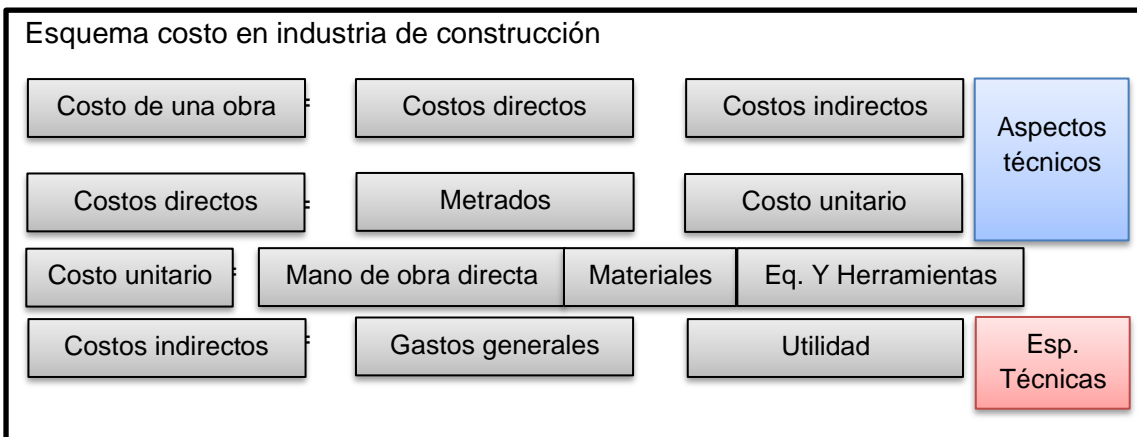 Esquema costo en industria de construcción
Costo de una obra = Costos directos Costos indirectos
Aspectos
técnicos
Costos directos = Metrados Costo unitario
Costo unitario = Mano de obra directa Materiales Eq. Y Herramientas
Costos indirectos = Gastos generales Utilidad
Esp.
Técnicas